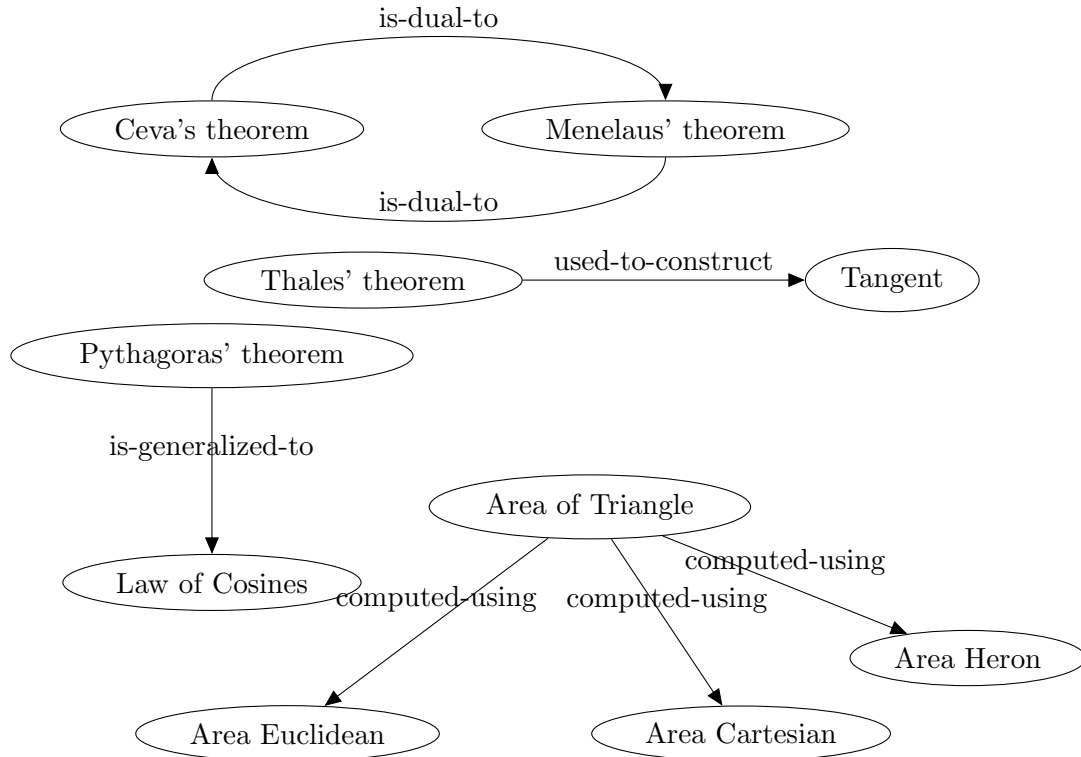 is-dual-to
Ceva's theorem
Menelaus' theorem
is-dual-to
Thales' theorem
used-to-construct
Tangent
Pythagoras' theorem
is-generalized-to
Area of Triangle
computed-using
Law of Cosines
computed-using
computed-using
Area Heron
Area Euclidean
Area Cartesian